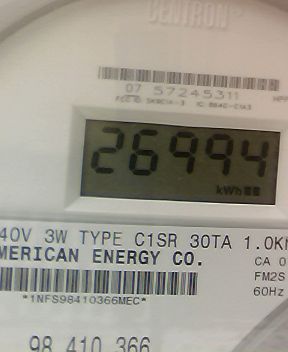 CENTRON
07 57245311
26994
kWh
40V 3W TYPE C1SR 30TA 1.0K
MERICAN ENERGY CO.
CA 0
FM2S
60Hz
*1NFS98410366MEC*
98 410 366